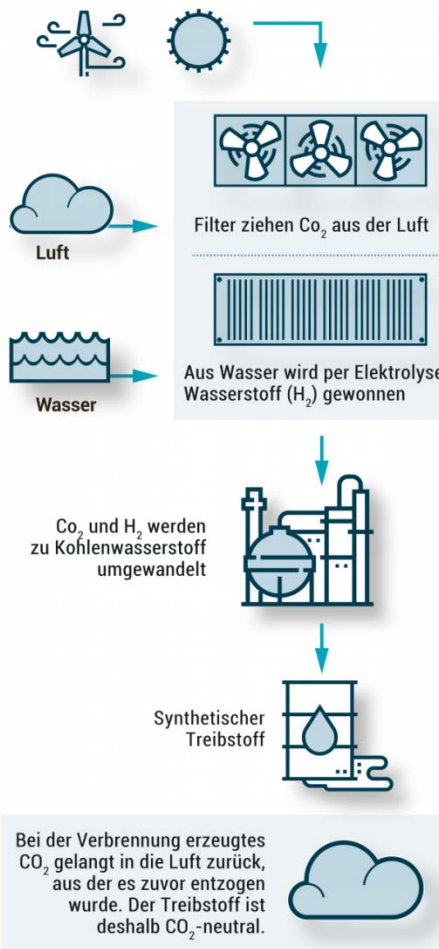 Luft
Filter ziehen Co₂ aus der Luft
Wasser
Aus Wasser wird per Elektrolyse
Wasserstoff (H₂) gewonnen
Co₂ und H₂ werden
zu Kohlenwasserstoff
umgewandelt
Synthetischer
Treibstoff
Bei der Verbrennung erzeugtes
CO₂ gelangt in die Luft zurück,
aus der es zuvor entzogen
wurde. Der Treibstoff ist
deshalb CO₂-neutral.